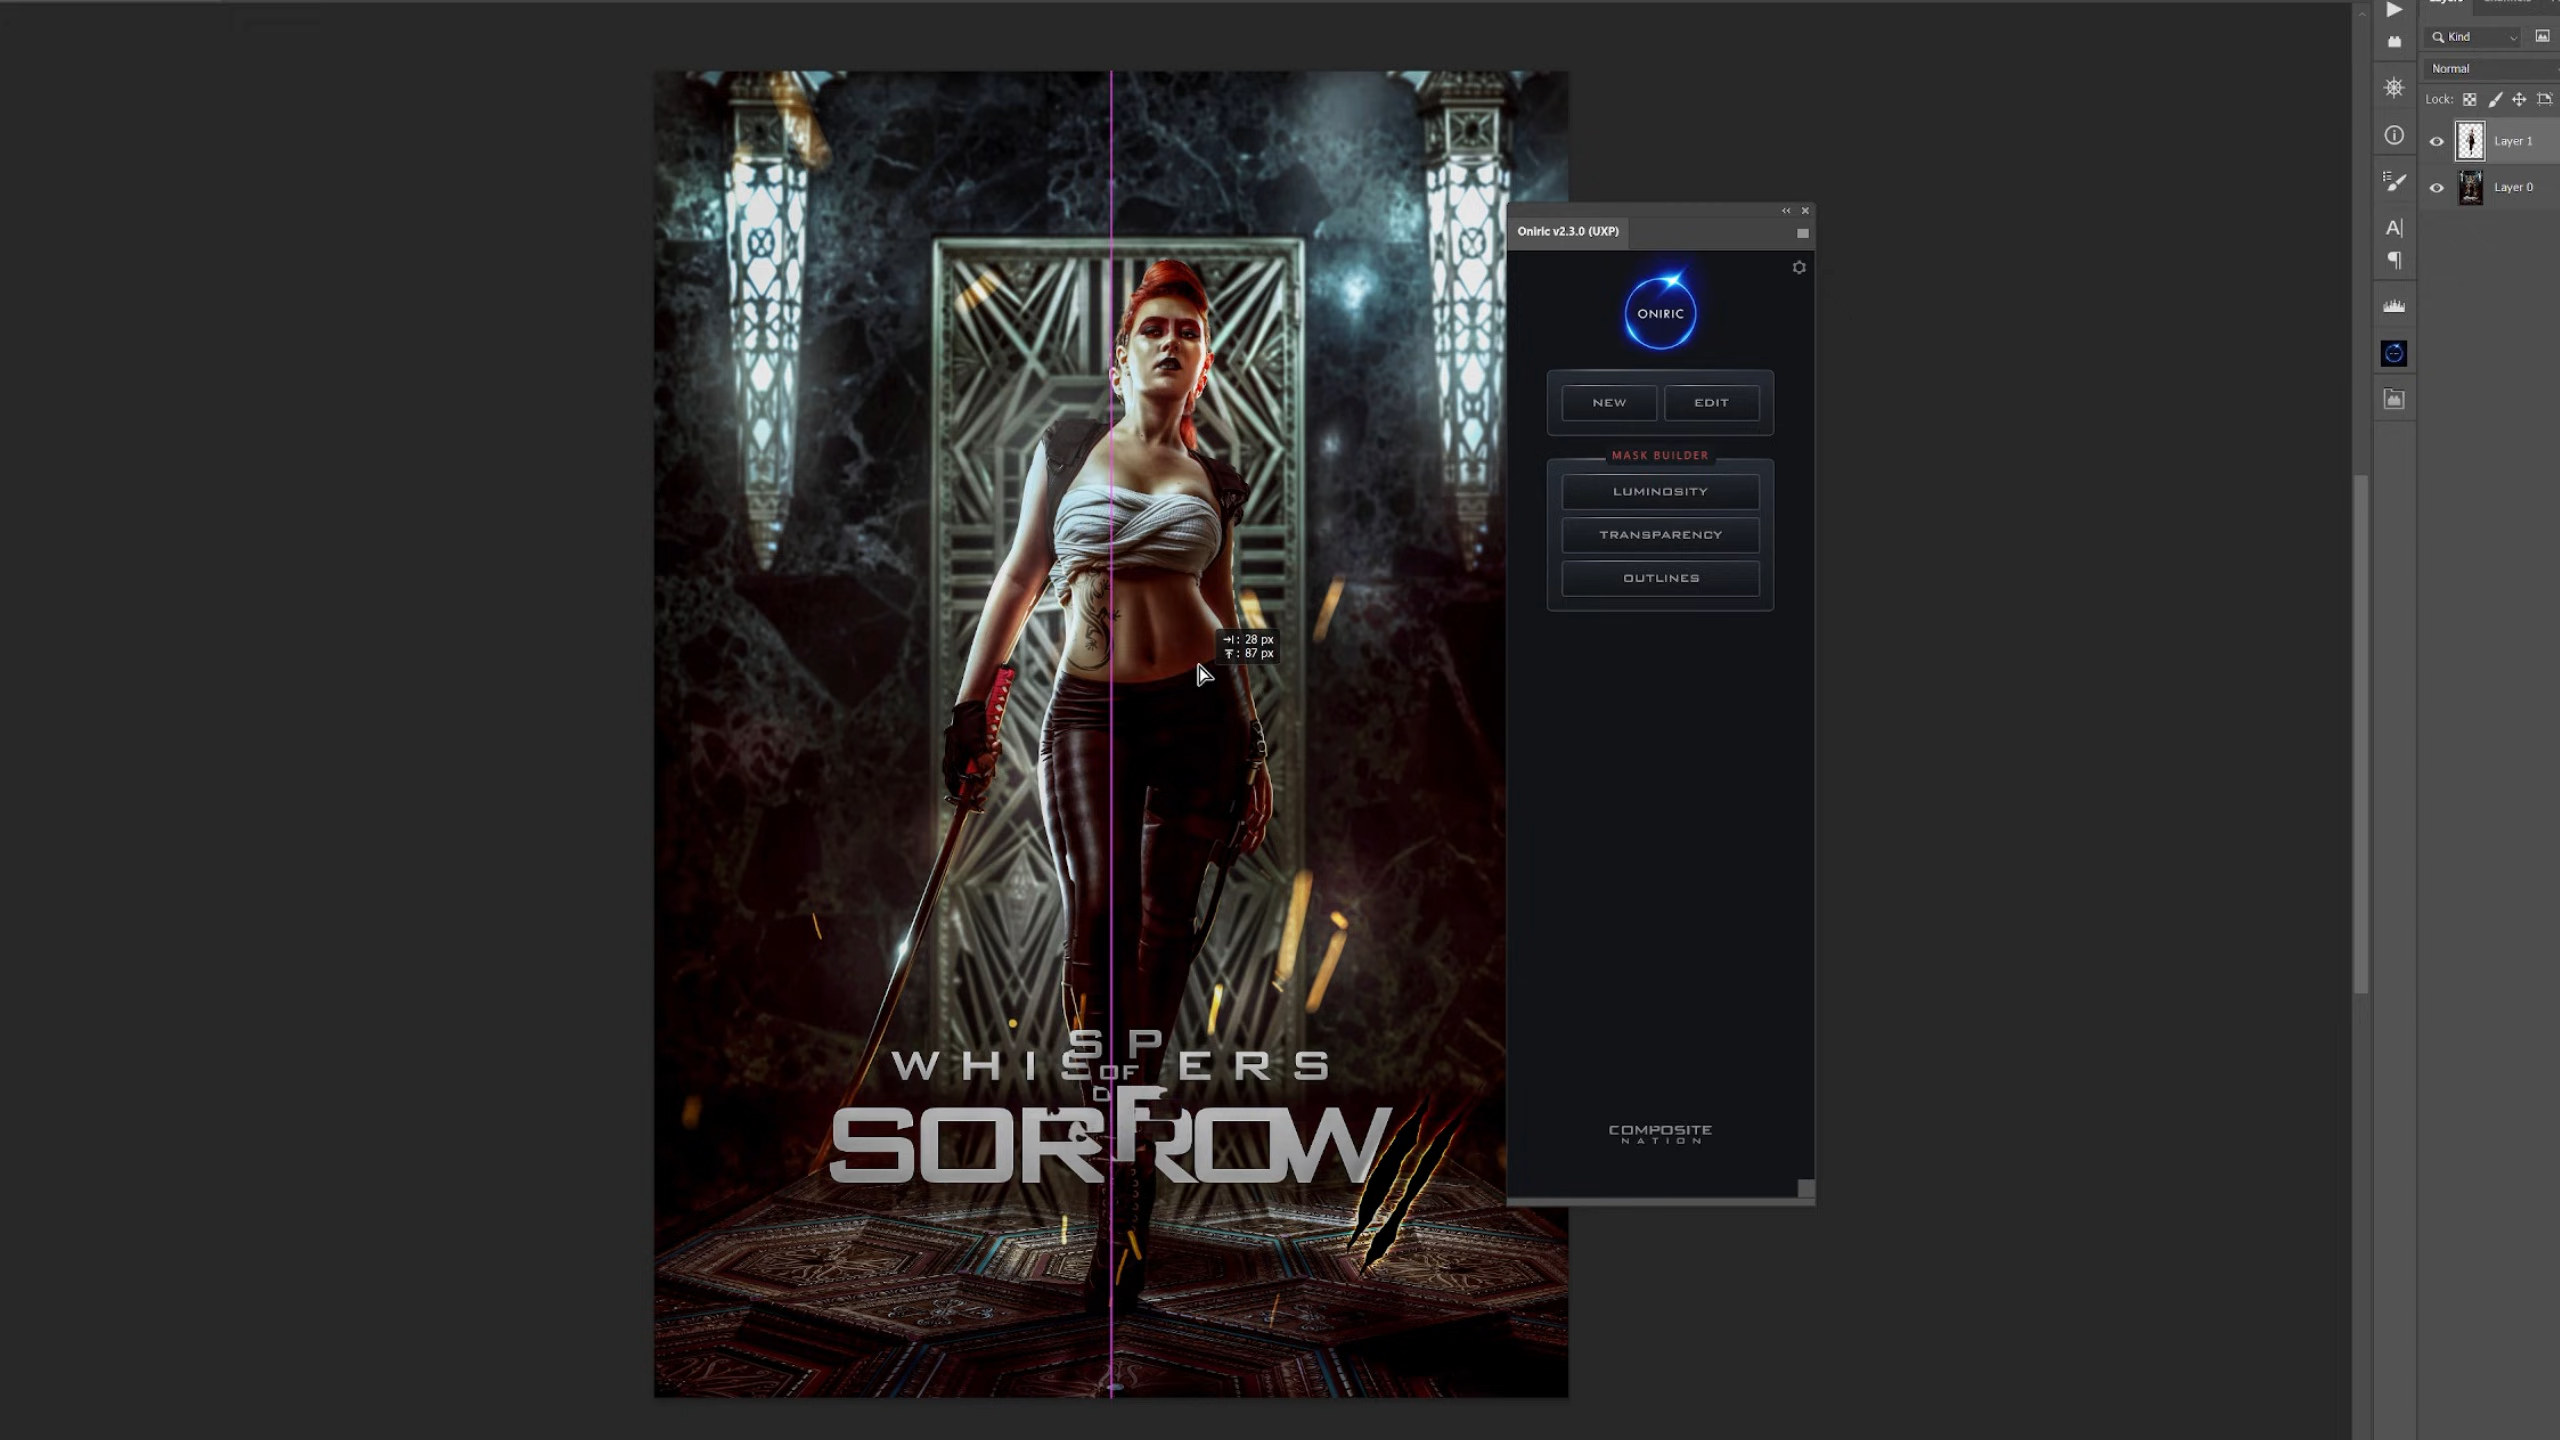 Kind
Normal
Lock:
Layer 1
Layer 0
Oniric v2.3.0 (UXP)
ONIRIC
NEW
EDIT
MASK BUILDER
LUMINOSITY
TRANSPARENCY
OUTLINES
COMPOSITE
NATION
: 28 px
: 87 px
S P
WHISPERS
OF
SORROW